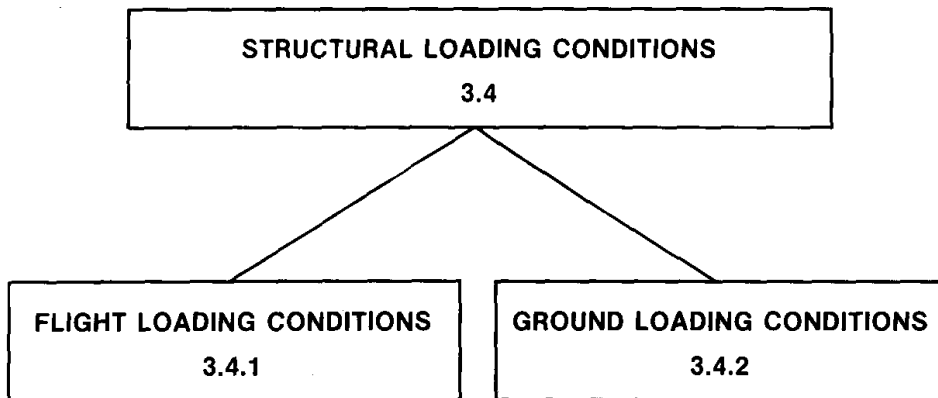 STRUCTURAL LOADING CONDITIONS
3.4
FLIGHT LOADING CONDITIONS
3.4.1
GROUND LOADING CONDITIONS
3.4.2